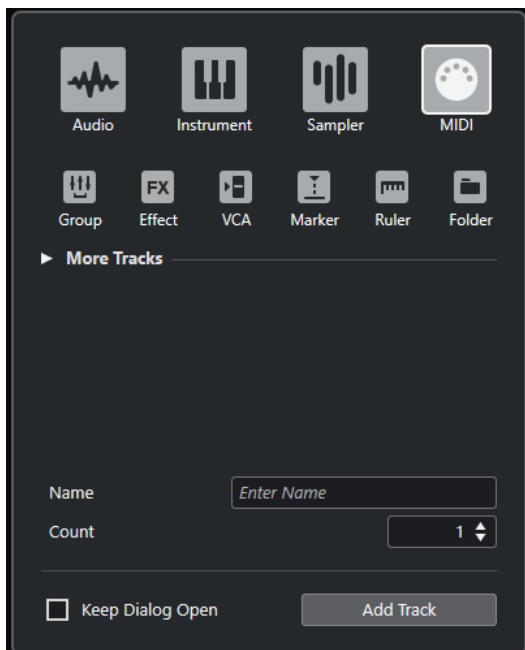 Audio Instrument Sampler MIDI
FX
Group Effect VCA Marker Ruler Folder
More Tracks
Name Enter Name
Count 1
Keep Dialog Open Add Track